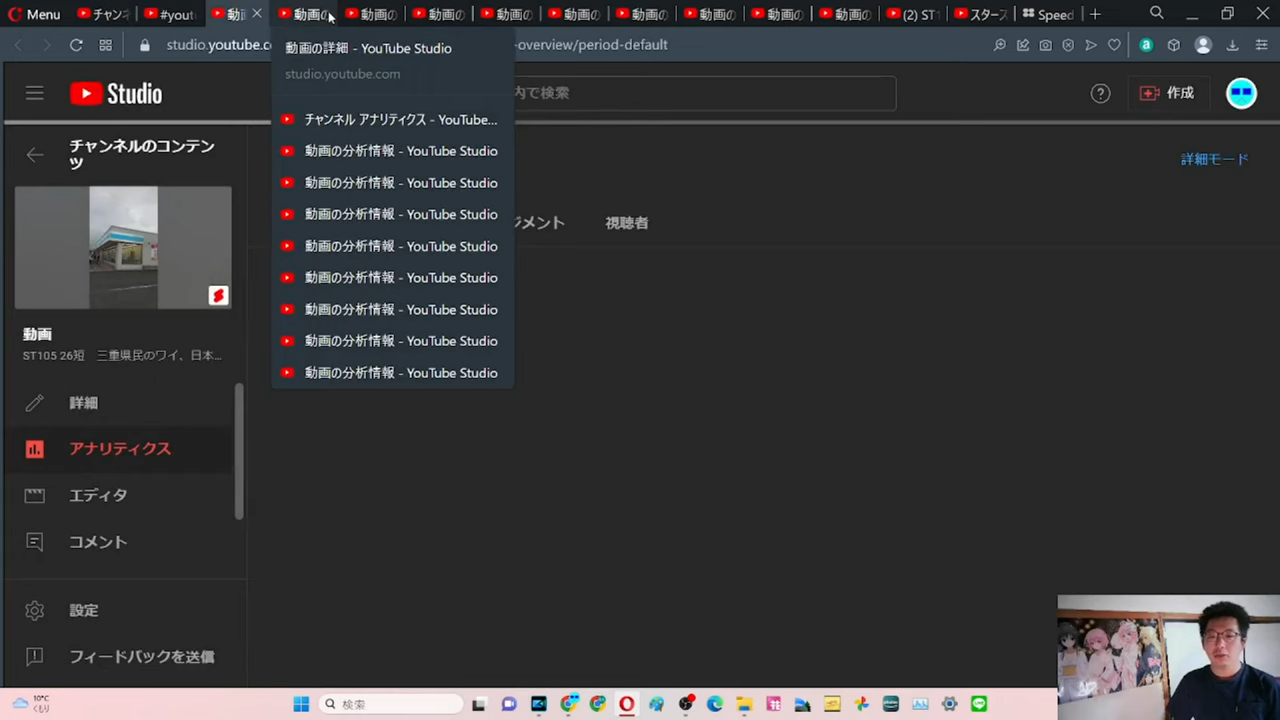 Menu
チャン
#yout
動画
動画の
動画の
動画の
動画の
動画の
動画の
動画の
動画の
動画の
(2) ST
スターズ
Speed
studio.youtube.co
-overview/period-default
動画の詳細 - YouTube Studio
studio.youtube.com
チャンネル アナリティクス - YouTube...
動画の分析情報 - YouTube Studio
動画の分析情報 - YouTube Studio
動画の分析情報 - YouTube Studio
動画の分析情報 - YouTube Studio
動画の分析情報 - YouTube Studio
動画の分析情報 - YouTube Studio
動画の分析情報 - YouTube Studio
動画の分析情報 - YouTube Studio
Studio
内で検索
作成
チャンネルのコンテン
ツ
詳細モード
ジメント
視聴者
動画
ST105 26短 三重県民のワイ、日本...
詳細
アナリティクス
エディタ
コメント
設定
フィードバックを送信
10°C
くもり
検索